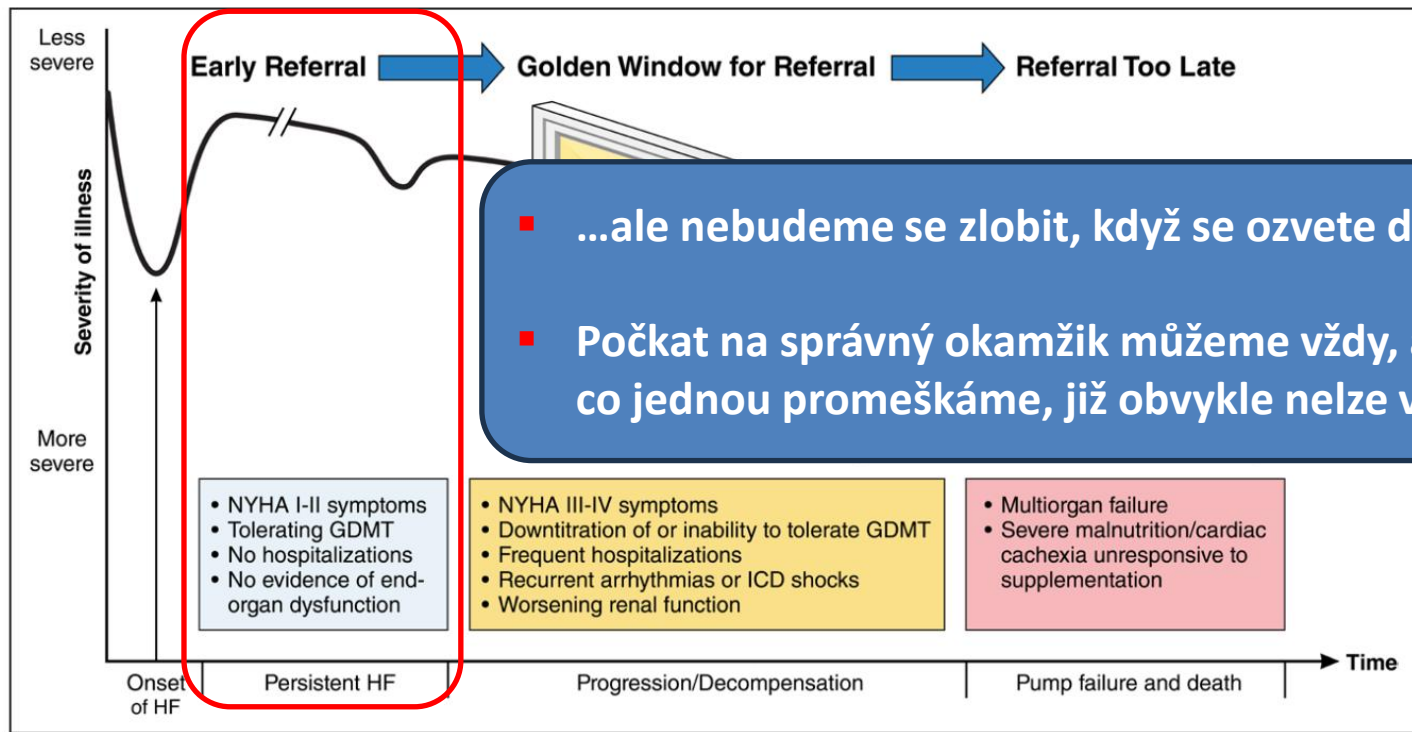 Less
severe
Early Referral
Golden Window for Referral
Referral Too Late
Severity of illness
▪ …ale nebudeme se zlobit, když se ozvete
▪ Počkat na správný okamžik můžeme vždy,
co jednou promeškáme, již obvykle nelze
More
severe
• NYHA I-II symptoms
• Tolerating GDMT
• No hospitalizations
• No evidence of end-
organ dysfunction
• NYHA III-IV symptoms
• Downtitration of or inability to tolerate GDMT
• Frequent hospitalizations
• Recurrent arrhythmias or ICD shocks
• Worsening renal function
• Multiorgan failure
• Severe malnutrition/cardiac
cachexia unresponsive to
supplementation
Time
Onset
of HF
Persistent HF
Progression/Decompensation
Pump failure and death